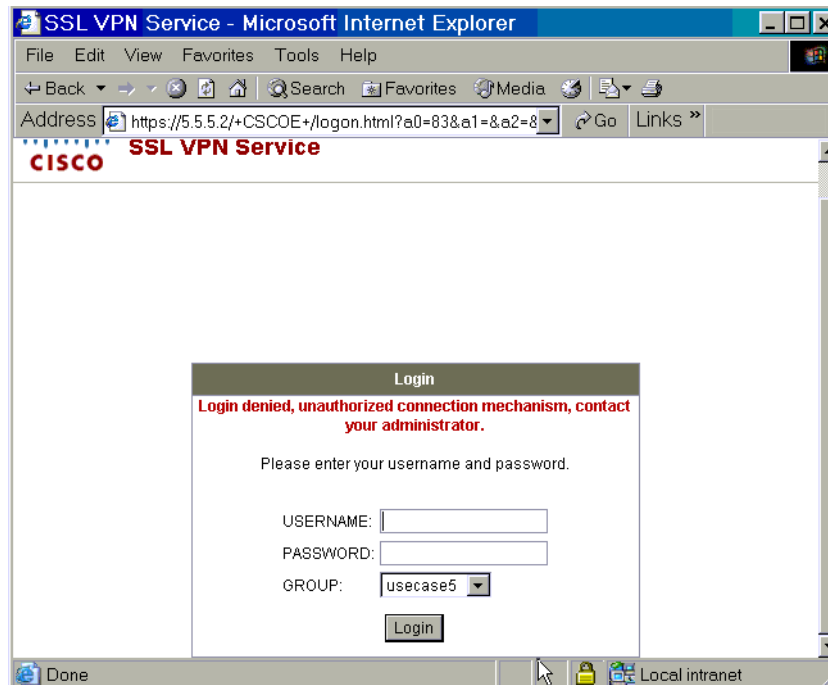 SSL VPN Service - Microsoft Internet Explorer
File Edit View Favorites Tools Help
Back Search Favorites Media
Address https://5.5.5.2/+CSCOE+/logon.html?a0=83&a1=&a2=& Go Links »
CISCO SSL VPN Service
Login
Login denied, unauthorized connection mechanism, contact
your administrator.
Please enter your username and password.
USERNAME:
PASSWORD:
GROUP: usecase5
Login
Done Local intranet